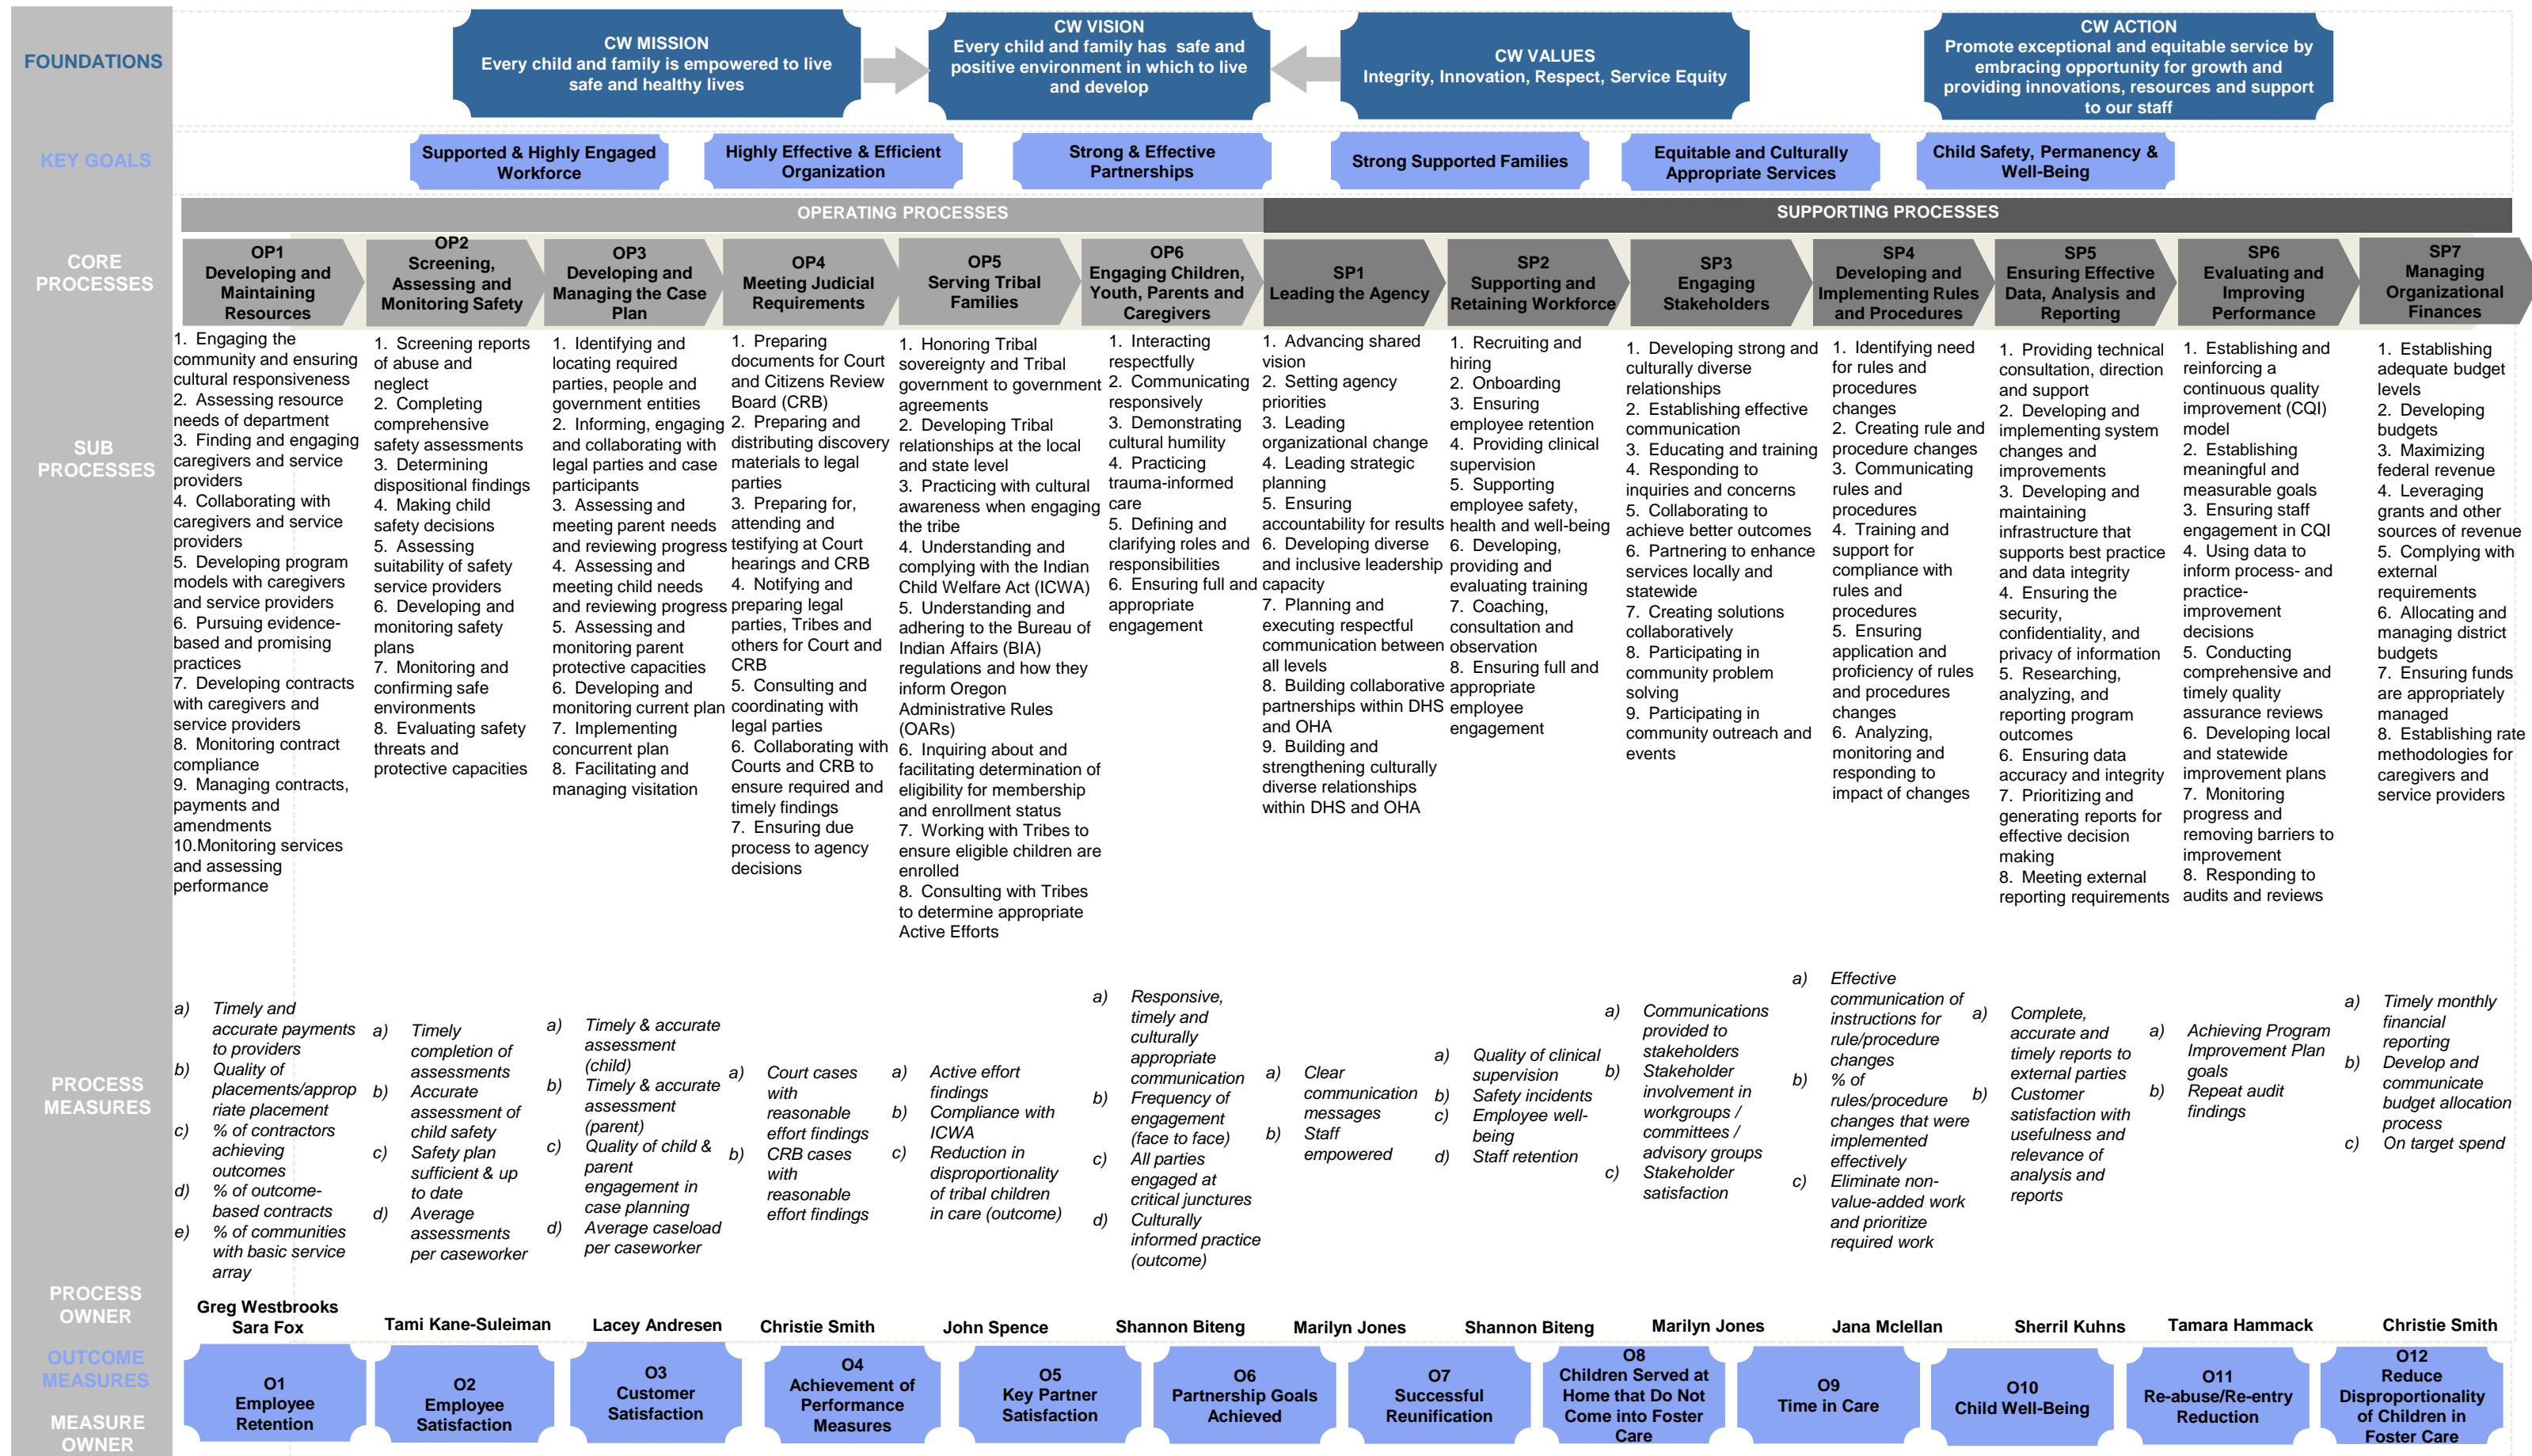 FOUNDATIONS
CW MISSION
Every child and family is empowered to live
safe and healthy lives
CW VISION
Every child and family has  safe and
positive environment in which to live
and develop
CW VALUES
Integrity, Innovation, Respect, Service Equity
CW ACTION
Promote exceptional and equitable service by
embracing opportunity for growth and
providing innovations, resources and support
to our staff
KEY GOALS
Supported & Highly Engaged
Workforce
Highly Effective & Efficient
Organization
Strong & Effective
Partnerships
Strong Supported Families
Equitable and Culturally
Appropriate Services
Child Safety, Permanency &
Well-Being
OPERATING PROCESSES
SUPPORTING PROCESSES
CORE
PROCESSES
OP1
Developing and
Maintaining
Resources
OP2
Screening,
Assessing and
Monitoring Safety
OP3
Developing and
Managing the Case
Plan
OP4
Meeting Judicial
Requirements
OP5
Serving Tribal
Families
OP6
Engaging Children,
Youth, Parents and
Caregivers
SP1
Leading the Agency
SP2
Supporting and
Retaining Workforce
SP3
Engaging
Stakeholders
SP4
Developing and
Implementing Rules
and Procedures
SP5
Ensuring Effective
Data, Analysis and
Reporting
SP6
Evaluating and
Improving
Performance
SP7
Managing
Organizational
Finances
SUB
PROCESSES
1. Engaging the
community and ensuring
cultural responsiveness
2. Assessing resource
needs of department
3. Finding and engaging
caregivers and service
providers
4. Collaborating with
caregivers and service
providers
5. Developing program
models with caregivers
and service providers
6. Pursuing evidence-
based and promising
practices
7. Developing contracts
with caregivers and
service providers
8. Monitoring contract
compliance
9. Managing contracts,
payments and
amendments
10.Monitoring services
and assessing
performance
1. Screening reports
of abuse and
neglect
2. Completing
comprehensive
safety assessments
3. Determining
dispositional findings
4. Making child
safety decisions
5. Assessing
suitability of safety
service providers
6. Developing and
monitoring safety
plans
7. Monitoring and
confirming safe
environments
8. Evaluating safety
threats and
protective capacities
1. Identifying and
locating required
parties, people and
government entities
2. Informing, engaging
and collaborating with
legal parties and case
participants
3. Assessing and
meeting parent needs
and reviewing progress
4. Assessing and
meeting child needs
and reviewing progress
5. Assessing and
monitoring parent
protective capacities
6. Developing and
monitoring current plan
7. Implementing
concurrent plan
8. Facilitating and
managing visitation
1. Preparing
documents for Court
and Citizens Review
Board (CRB)
2. Preparing and
distributing discovery
materials to legal
parties
3. Preparing for,
attending and
testifying at Court
hearings and CRB
4. Notifying and
preparing legal
parties, Tribes and
others for Court and
CRB
5. Consulting and
coordinating with
legal parties
6. Collaborating with
Courts and CRB to
ensure required and
timely findings
7. Ensuring due
process to agency
decisions
1. Honoring Tribal
sovereignty and Tribal
government to government
agreements
2. Developing Tribal
relationships at the local
and state level
3. Practicing with cultural
awareness when engaging
the tribe
4. Understanding and
complying with the Indian
Child Welfare Act (ICWA)
5. Understanding and
adhering to the Bureau of
Indian Affairs (BIA)
regulations and how they
inform Oregon
Administrative Rules
(OARs)
6. Inquiring about and
facilitating determination of
eligibility for membership
and enrollment status
7. Working with Tribes to
ensure eligible children are
enrolled
8. Consulting with Tribes
to determine appropriate
Active Efforts
1. Interacting
respectfully
2. Communicating
responsively
3. Demonstrating
cultural humility
4. Practicing
trauma-informed
care
5. Defining and
clarifying roles and
responsibilities
6. Ensuring full and
appropriate
engagement
1. Advancing shared
vision
2. Setting agency
priorities
3. Leading
organizational change
4. Leading strategic
planning
5. Ensuring
accountability for results
6. Developing diverse
and inclusive leadership
capacity
7. Planning and
executing respectful
communication between
all levels
8. Building collaborative
partnerships within DHS
and OHA
9. Building and
strengthening culturally
diverse relationships
within DHS and OHA
1. Recruiting and
hiring
2. Onboarding
3. Ensuring
employee retention
4. Providing clinical
supervision
5. Supporting
employee safety,
health and well-being
6. Developing,
providing and
evaluating training
7. Coaching,
consultation and
observation
8. Ensuring full and
appropriate
employee
engagement
1. Developing strong and
culturally diverse
relationships
2. Establishing effective
communication
3. Educating and training
4. Responding to
inquiries and concerns
5. Collaborating to
achieve better outcomes
6. Partnering to enhance
services locally and
statewide
7. Creating solutions
collaboratively
8. Participating in
community problem
solving
9. Participating in
community outreach and
events
1. Identifying need
for rules and
procedures
changes
2. Creating rule and
procedure changes
3. Communicating
rules and
procedures
4. Training and
support for
compliance with
rules and
procedures
5. Ensuring
application and
proficiency of rules
and procedures
changes
6. Analyzing,
monitoring and
responding to
impact of changes
1. Providing technical
consultation, direction
and support
2. Developing and
implementing system
changes and
improvements
3. Developing and
maintaining
infrastructure that
supports best practice
and data integrity
4. Ensuring the
security,
confidentiality, and
privacy of information
5. Researching,
analyzing, and
reporting program
outcomes
6. Ensuring data
accuracy and integrity
7. Prioritizing and
generating reports for
effective decision
making
8. Meeting external
reporting requirements
1. Establishing and
reinforcing a
continuous quality
improvement (CQI)
model
2. Establishing
meaningful and
measurable goals
3. Ensuring staff
engagement in CQI
4. Using data to
inform process- and
practice-
improvement
decisions
5. Conducting
comprehensive and
timely quality
assurance reviews
6. Developing local
and statewide
improvement plans
7. Monitoring
progress and
removing barriers to
improvement
8. Responding to
audits and reviews
1. Establishing
adequate budget
levels
2. Developing
budgets
3. Maximizing
federal revenue
4. Leveraging
grants and other
sources of revenue
5. Complying with
external
requirements
6. Allocating and
managing district
budgets
7. Ensuring funds
are appropriately
managed
8. Establishing rate
methodologies for
caregivers and
service providers
PROCESS
MEASURES
a) Timely and
accurate payments
to providers
b) Quality of
placements/approp
riate placement
c) % of contractors
achieving
outcomes
d) % of outcome-
based contracts
e) % of communities
with basic service
array
a) Timely
completion of
assessments
b) Accurate
assessment of
child safety
c) Safety plan
sufficient & up
to date
d) Average
assessments
per caseworker
a) Timely & accurate
assessment
(child)
b) Timely & accurate
assessment
(parent)
c) Quality of child &
parent
engagement in
case planning
d) Average caseload
per caseworker
a) Court cases
with
reasonable
effort findings
b) CRB cases
with
reasonable
effort findings
a) Active effort
findings
b) Compliance with
ICWA
c) Reduction in
disproportionality
of tribal children
in care (outcome)
a) Responsive,
timely and
culturally
appropriate
communication
b) Frequency of
engagement
(face to face)
c) All parties
engaged at
critical junctures
d) Culturally
informed practice
(outcome)
a) Clear
communication
messages
b) Staff
empowered
a) Quality of clinical
supervision
b) Safety incidents
c) Employee well-
being
d) Staff retention
a) Communications
provided to
stakeholders
b) Stakeholder
involvement in
workgroups /
committees /
advisory groups
c) Stakeholder
satisfaction
a) Effective
communication of
instructions for
rule/procedure
changes
b) % of
rules/procedure
changes that were
implemented
effectively
c) Eliminate non-
value-added work
and prioritize
required work
a) Complete,
accurate and
timely reports to
external parties
b) Customer
satisfaction with
usefulness and
relevance of
analysis and
reports
a) Achieving Program
Improvement Plan
goals
b) Repeat audit
findings
a) Timely monthly
financial
reporting
b) Develop and
communicate
budget allocation
process
c) On target spend
PROCESS
OWNER
Greg Westbrooks
Sara Fox
Tami Kane-Suleiman
Lacey Andresen
Christie Smith
John Spence
Shannon Biteng
Marilyn Jones
Shannon Biteng
Marilyn Jones
Jana Mclellan
Sherril Kuhns
Tamara Hammack
Christie Smith
OUTCOME
MEASURES
MEASURE
OWNER
O1
Employee
Retention
O2
Employee
Satisfaction
O3
Customer
Satisfaction
O4
Achievement of
Performance
Measures
O5
Key Partner
Satisfaction
O6
Partnership Goals
Achieved
O7
Successful
Reunification
O8
Children Served at
Home that Do Not
Come into Foster
Care
O9
Time in Care
O10
Child Well-Being
O11
Re-abuse/Re-entry
Reduction
O12
Reduce
Disproportionality
of Children in
Foster Care